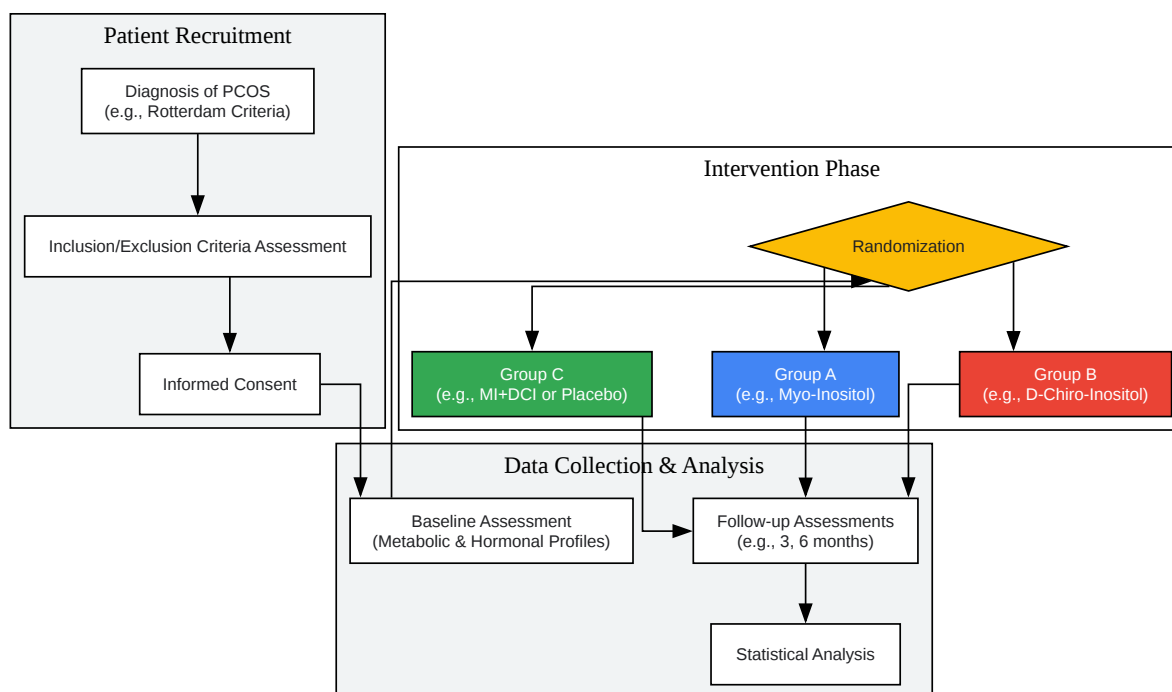 Patient Recruitment
Diagnosis of PCOS
(e.g., Rotterdam Criteria)
Inclusion/Exclusion Criteria Assessment
Informed Consent
Intervention Phase
Randomization
Group C
(e.g., MI+DCI or Placebo)
Group A
(e.g., Myo-Inositol)
Group B
(e.g., D-Chiro-Inositol)
Data Collection & Analysis
Baseline Assessment
(Metabolic & Hormonal Profiles)
Follow-up Assessments
(e.g., 3, 6 months)
Statistical Analysis